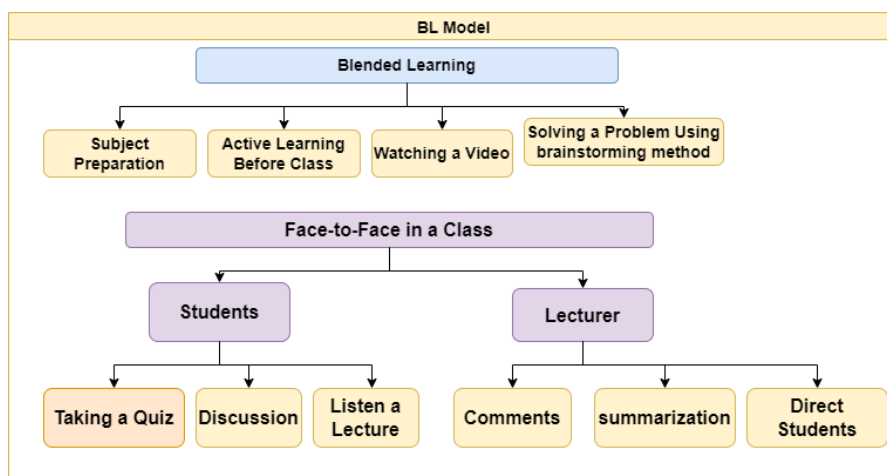 BL Model
Blended Learning
Subject
Preparation
Active Learning
Before Class
Watching a Video
Solving a Problem Using
brainstorming method
Face-to-Face in a Class
Students
Lecturer
Taking a Quiz
Discussion
Listen a
Lecture
Comments
summarization
Direct
Students